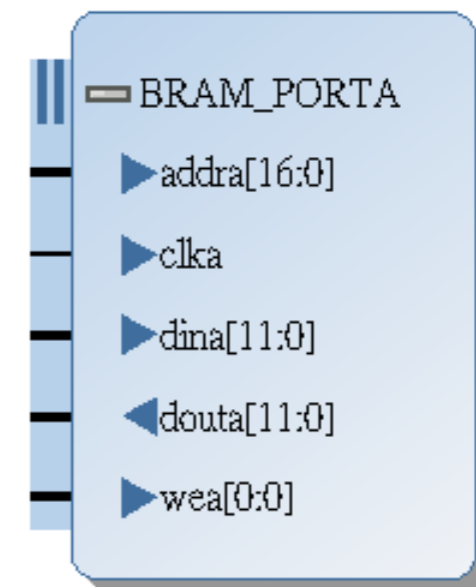 BRAM_PORTA
addra[16:0]
clka
dina[11:0]
douta[11:0]
wea[0:0]